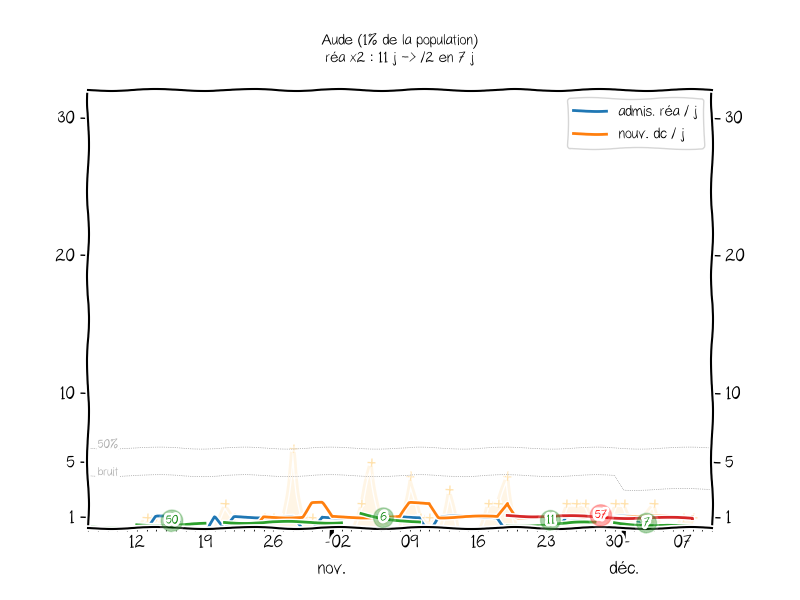 Aude (1% de la population)
réa x2 : 11 j -> /2 en 7 j
admis. réa / j
nouv. dc / j
30 30
20 20
10 10
50%
5 5
bruit
1 50 6 11 57 7 1
12 19 26 02 09 16 23 30 07
nov. déc.